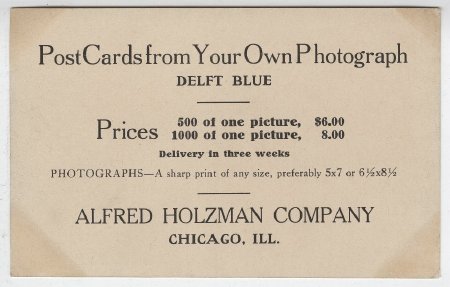 Post Cards from Your Own Photograph
DELFT BLUE
Prices 500 of one picture, $6.00
1000 of one picture, 8.00
Delivery in three weeks
PHOTOGRAPHS—A sharp print of any size, preferably 5x7 or 6½x8½
ALFRED HOLZMAN COMPANY
CHICAGO, ILL.